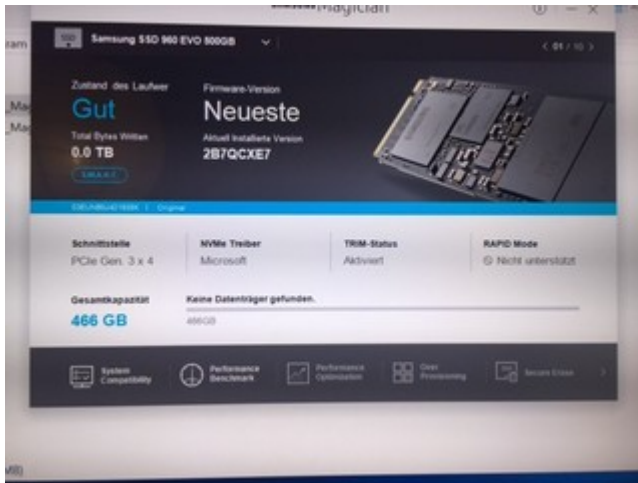 Magician
Samsung SSD 960 EVO 500GB
< 01 / 10 >
Zustand des Laufwer
Gut
Firmware-Version
Neueste
Total Bytes Written
0.0 TB
Aktuell Installierte Version
2B7QCXE7
S.M.A.R.T.
Original
Schnittstelle
PCIe Gen. 3 x 4
NVMe Treiber
Microsoft
TRIM-Status
Aktiviert
RAPID Mode
Nicht unterstützt
Gesamtkapazität
466 GB
Keine Datenträger gefunden.
466GB
System
Compatibility
Performance
Benchmark
Performance
Optimization
Over
Provisioning
Secure Erase
MB)